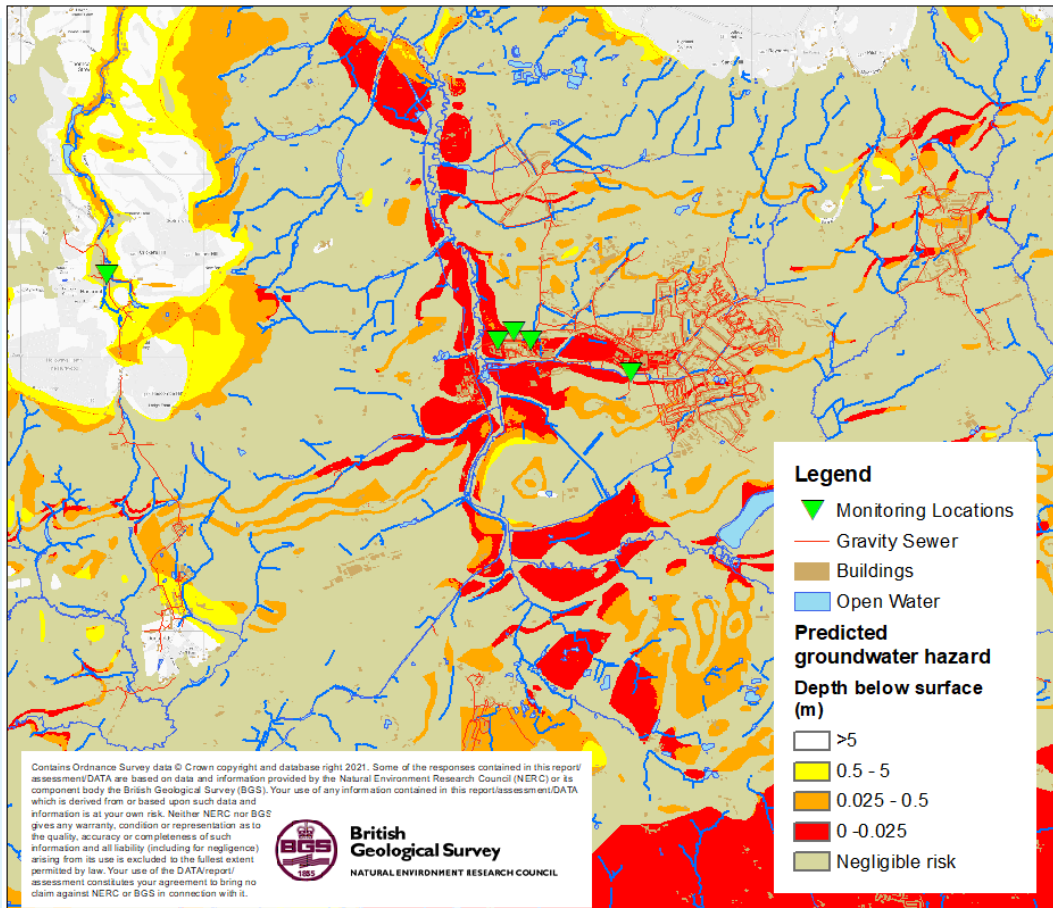 Legend
Monitoring Locations
Gravity Sewer
Buildings
Open Water
Predicted
groundwater hazard
Depth below surface
(m)
>5
0.5 - 5
0.025 - 0.5
0 -0.025
Negligible risk
Contains Ordnance Survey data © Crown copyright and database right 2021. Some of the responses contained in this report/
assessment/DATA are based on data and information provided by the Natural Environment Research Council (NERC) or its
component body the British Geological Survey (BGS). Your use of any information contained in this report/assessment/DATA
which is derived from or based upon such data and
information is at your own risk. Neither NERC nor BGS
gives any warranty, condition or representation as to
the quality, accuracy or completeness of such
information and all liability (including for negligence)
arising from its use is excluded to the fullest extent
permitted by law. Your use of the DATA/report/
assessment constitutes your agreement to bring no
claim against NERC or BGS in connection with it.
BGS
1835
British
Geological Survey
NATURAL ENVIRONMENT RESEARCH COUNCIL